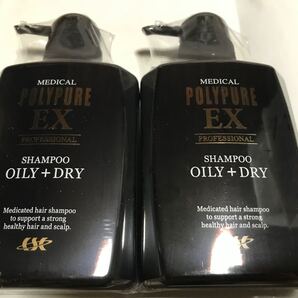 MEDICAL
POLYPURE
EX
PROFESSIONAL
SHAMPOO
OILY + DRY
Medicated hair shampoo
to support a strong
healthy hair and scalp.
MEDICAL
POLYPURE
EX
PROFESSIONAL
SHAMPOO
OILY + DRY
Medicated hair shampoo
to support a strong
healthy hair and scalp.